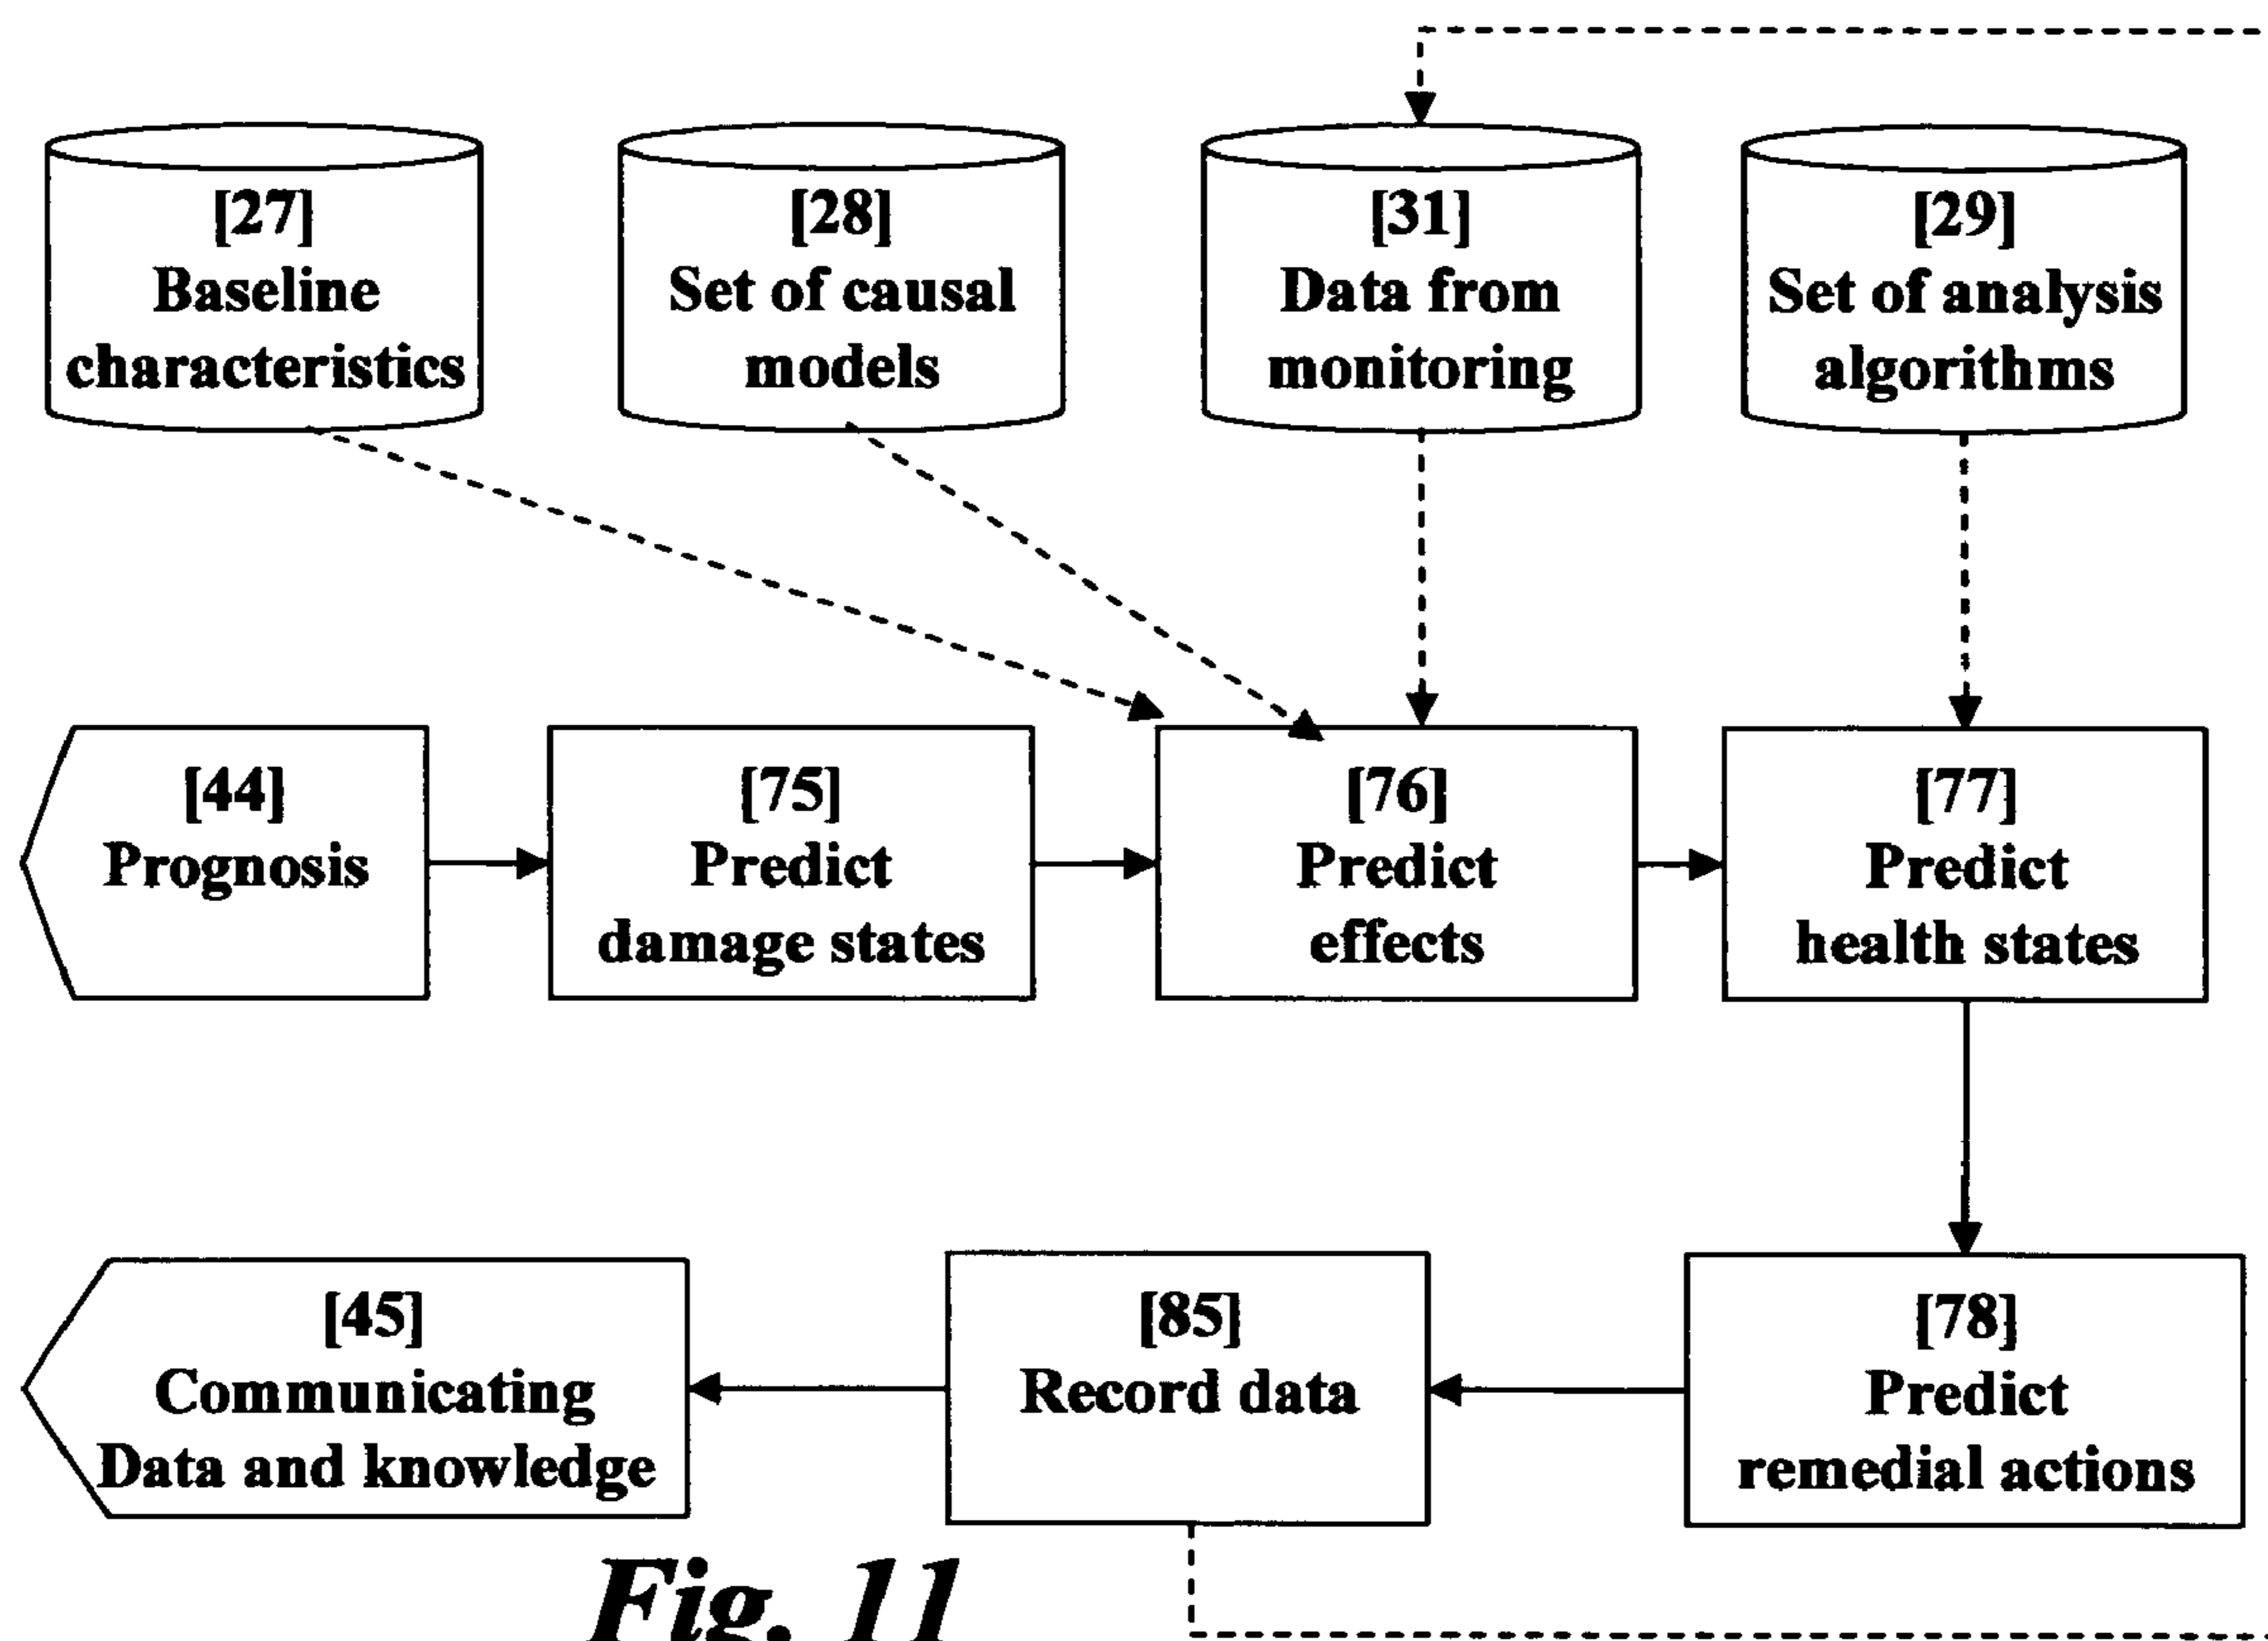 [27]
Baseline
characteristics
[28]
Set of causal
models
[31]
Data from
monitoring
[29]
Set of analysis
algorithms
[44]
Prognosis
[75]
Predict
damage states
[76]
Predict
effects
[77]
Predict
health states
[45]
Communicating
Data and knowledge
[85]
Record data
[78]
Predict
remedial actions
Fig. 11